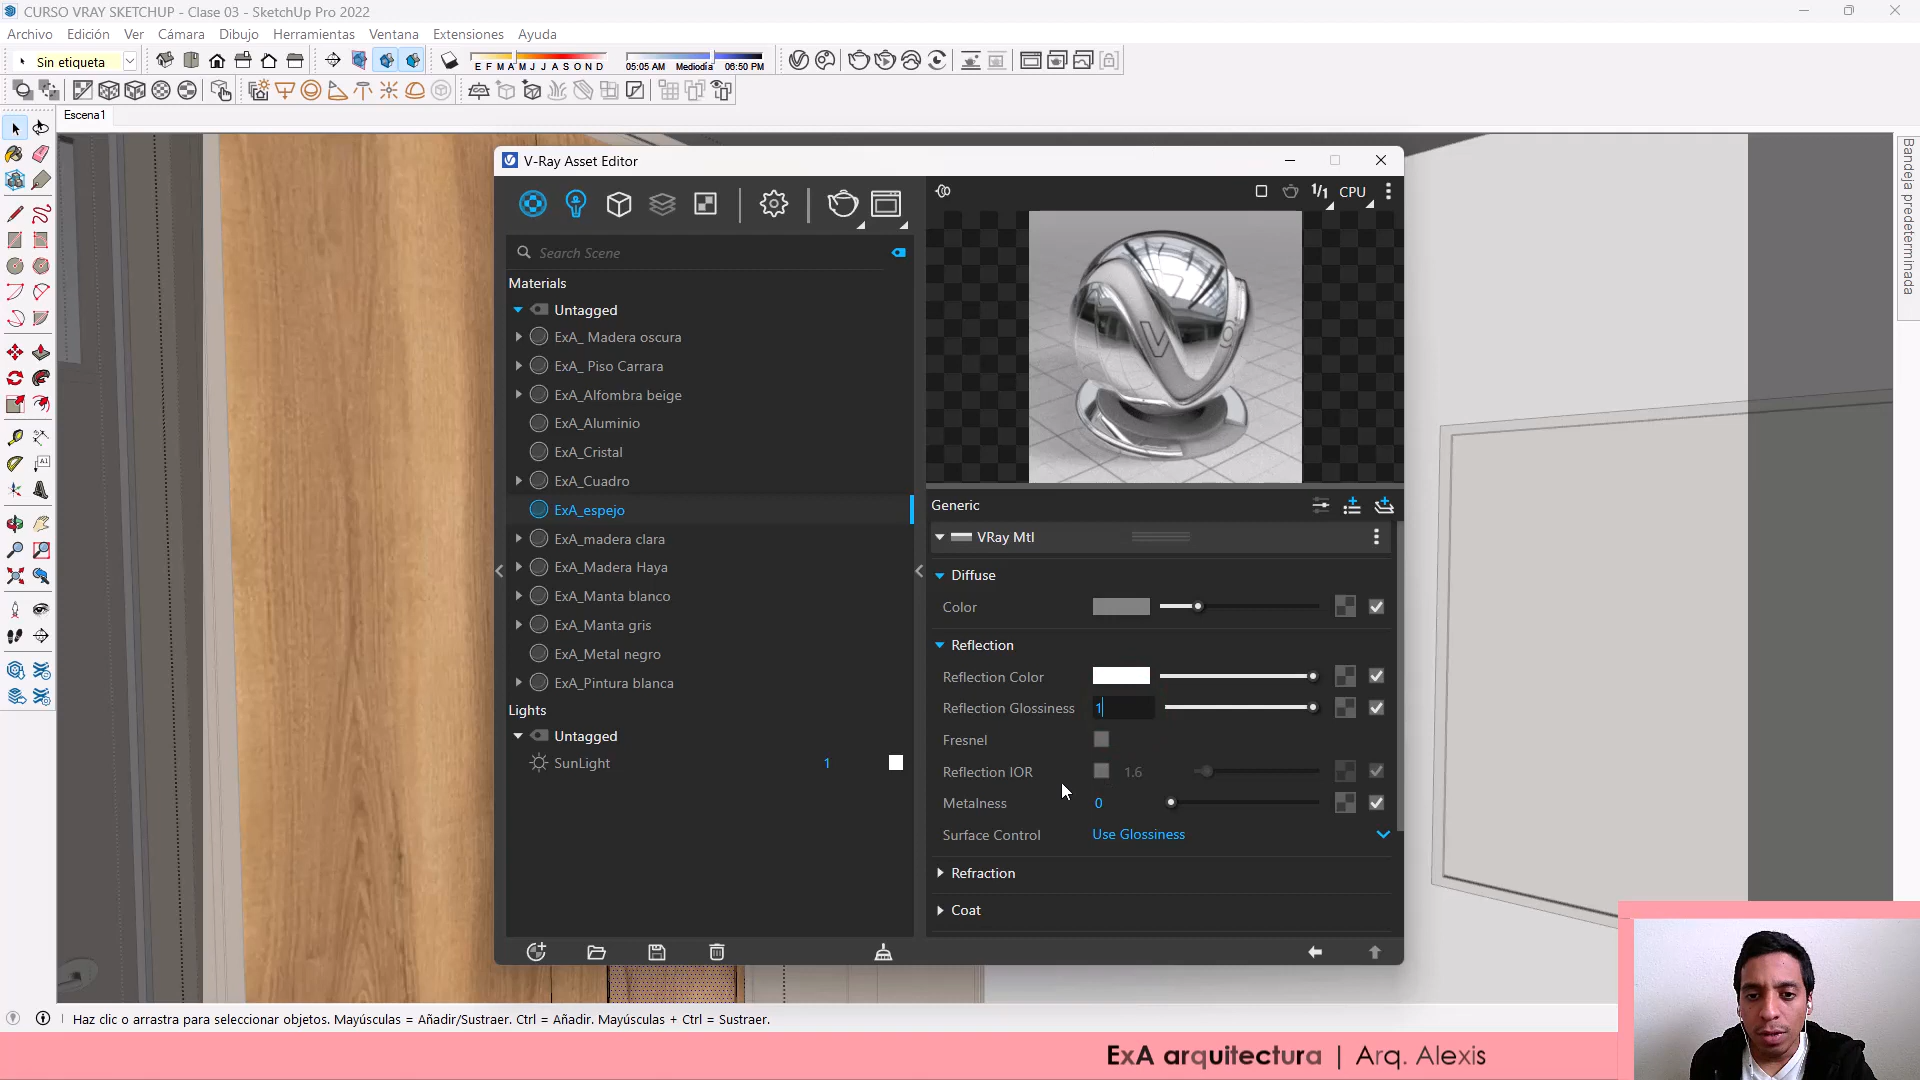 CURSO VRAY SKETCHUP - Clase 03 - SketchUp Pro 2022
Archivo Edición Ver Cámara Dibujo Herramientas Ventana Extensiones Ayuda
Sin etiqueta
E F M A M J J A S O N D
05:05 AM Mediodía 06:50 PM
Escena1
Bandeja predeterminada
V-Ray Asset Editor
1/1 CPU
Search Scene
Materials
Untagged
ExA_ Madera oscura
ExA_ Piso Carrara
ExA_Alfombra beige
ExA_Aluminio
ExA_Cristal
ExA_Cuadro
ExA_espejo
ExA_madera clara
ExA_Madera Haya
ExA_Manta blanco
ExA_Manta gris
ExA_Metal negro
ExA_Pintura blanca
Lights
Untagged
SunLight 1
Generic
VRay Mtl
Diffuse
Color
Reflection
Reflection Color
Reflection Glossiness 1
Fresnel
Reflection IOR 1.6
Metalness 0
Surface Control Use Glossiness
Refraction
Coat
Haz clic o arrastra para seleccionar objetos. Mayúsculas = Añadir/Sustraer. Ctrl = Añadir. Mayúsculas + Ctrl = Sustraer.
ExA arquitectura | Arq. Alexis